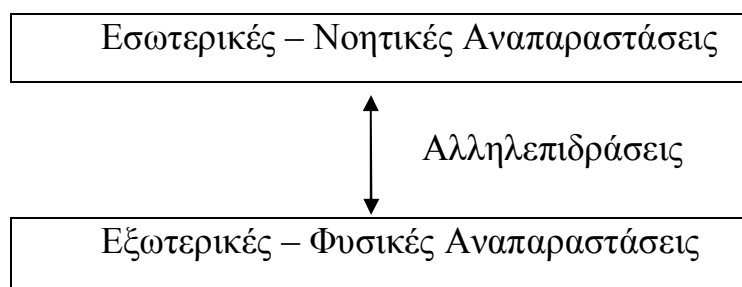 Εσωτερικές – Νοητικές Αναπαραστάσεις
Αλληλεπιδράσεις
Εξωτερικές – Φυσικές Αναπαραστάσεις